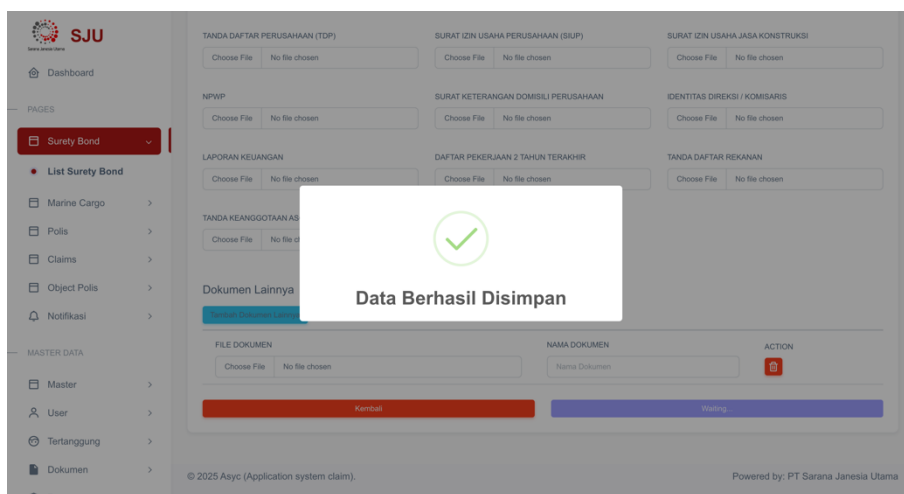 SJU
Sarana Janesia Utama
Dashboard
PAGES
Surety Bond
List Surety Bond
Marine Cargo
Polis
Claims
Object Polis
Notifikasi
MASTER DATA
Master
User
Tertanggung
Dokumen
TANDA DAFTAR PERUSAHAAN (TDP)
SURAT IZIN USAHA PERUSAHAAN (SIUP)
SURAT IZIN USAHA JASA KONSTRUKSI
Choose File No file chosen
Choose File No file chosen
Choose File No file chosen
NPWP
SURAT KETERANGAN DOMISILI PERUSAHAAN
IDENTITAS DIREKSI / KOMISARIS
Choose File No file chosen
Choose File No file chosen
Choose File No file chosen
LAPORAN KEUANGAN
DAFTAR PEKERJAAN 2 TAHUN TERAKHIR
TANDA DAFTAR REKANAN
Choose File No file chosen
Choose File No file chosen
Choose File No file chosen
TANDA KEANGGOTAAN AS
Choose File No file ch
Data Berhasil Disimpan
Dokumen Lainnya
Tambah Dokumen Lainnya
FILE DOKUMEN
NAMA DOKUMEN
ACTION
Choose File No file chosen
Nama Dokumen
Kembali
Waiting...
© 2025 Asyc (Application system claim).
Powered by: PT Sarana Janesia Utama